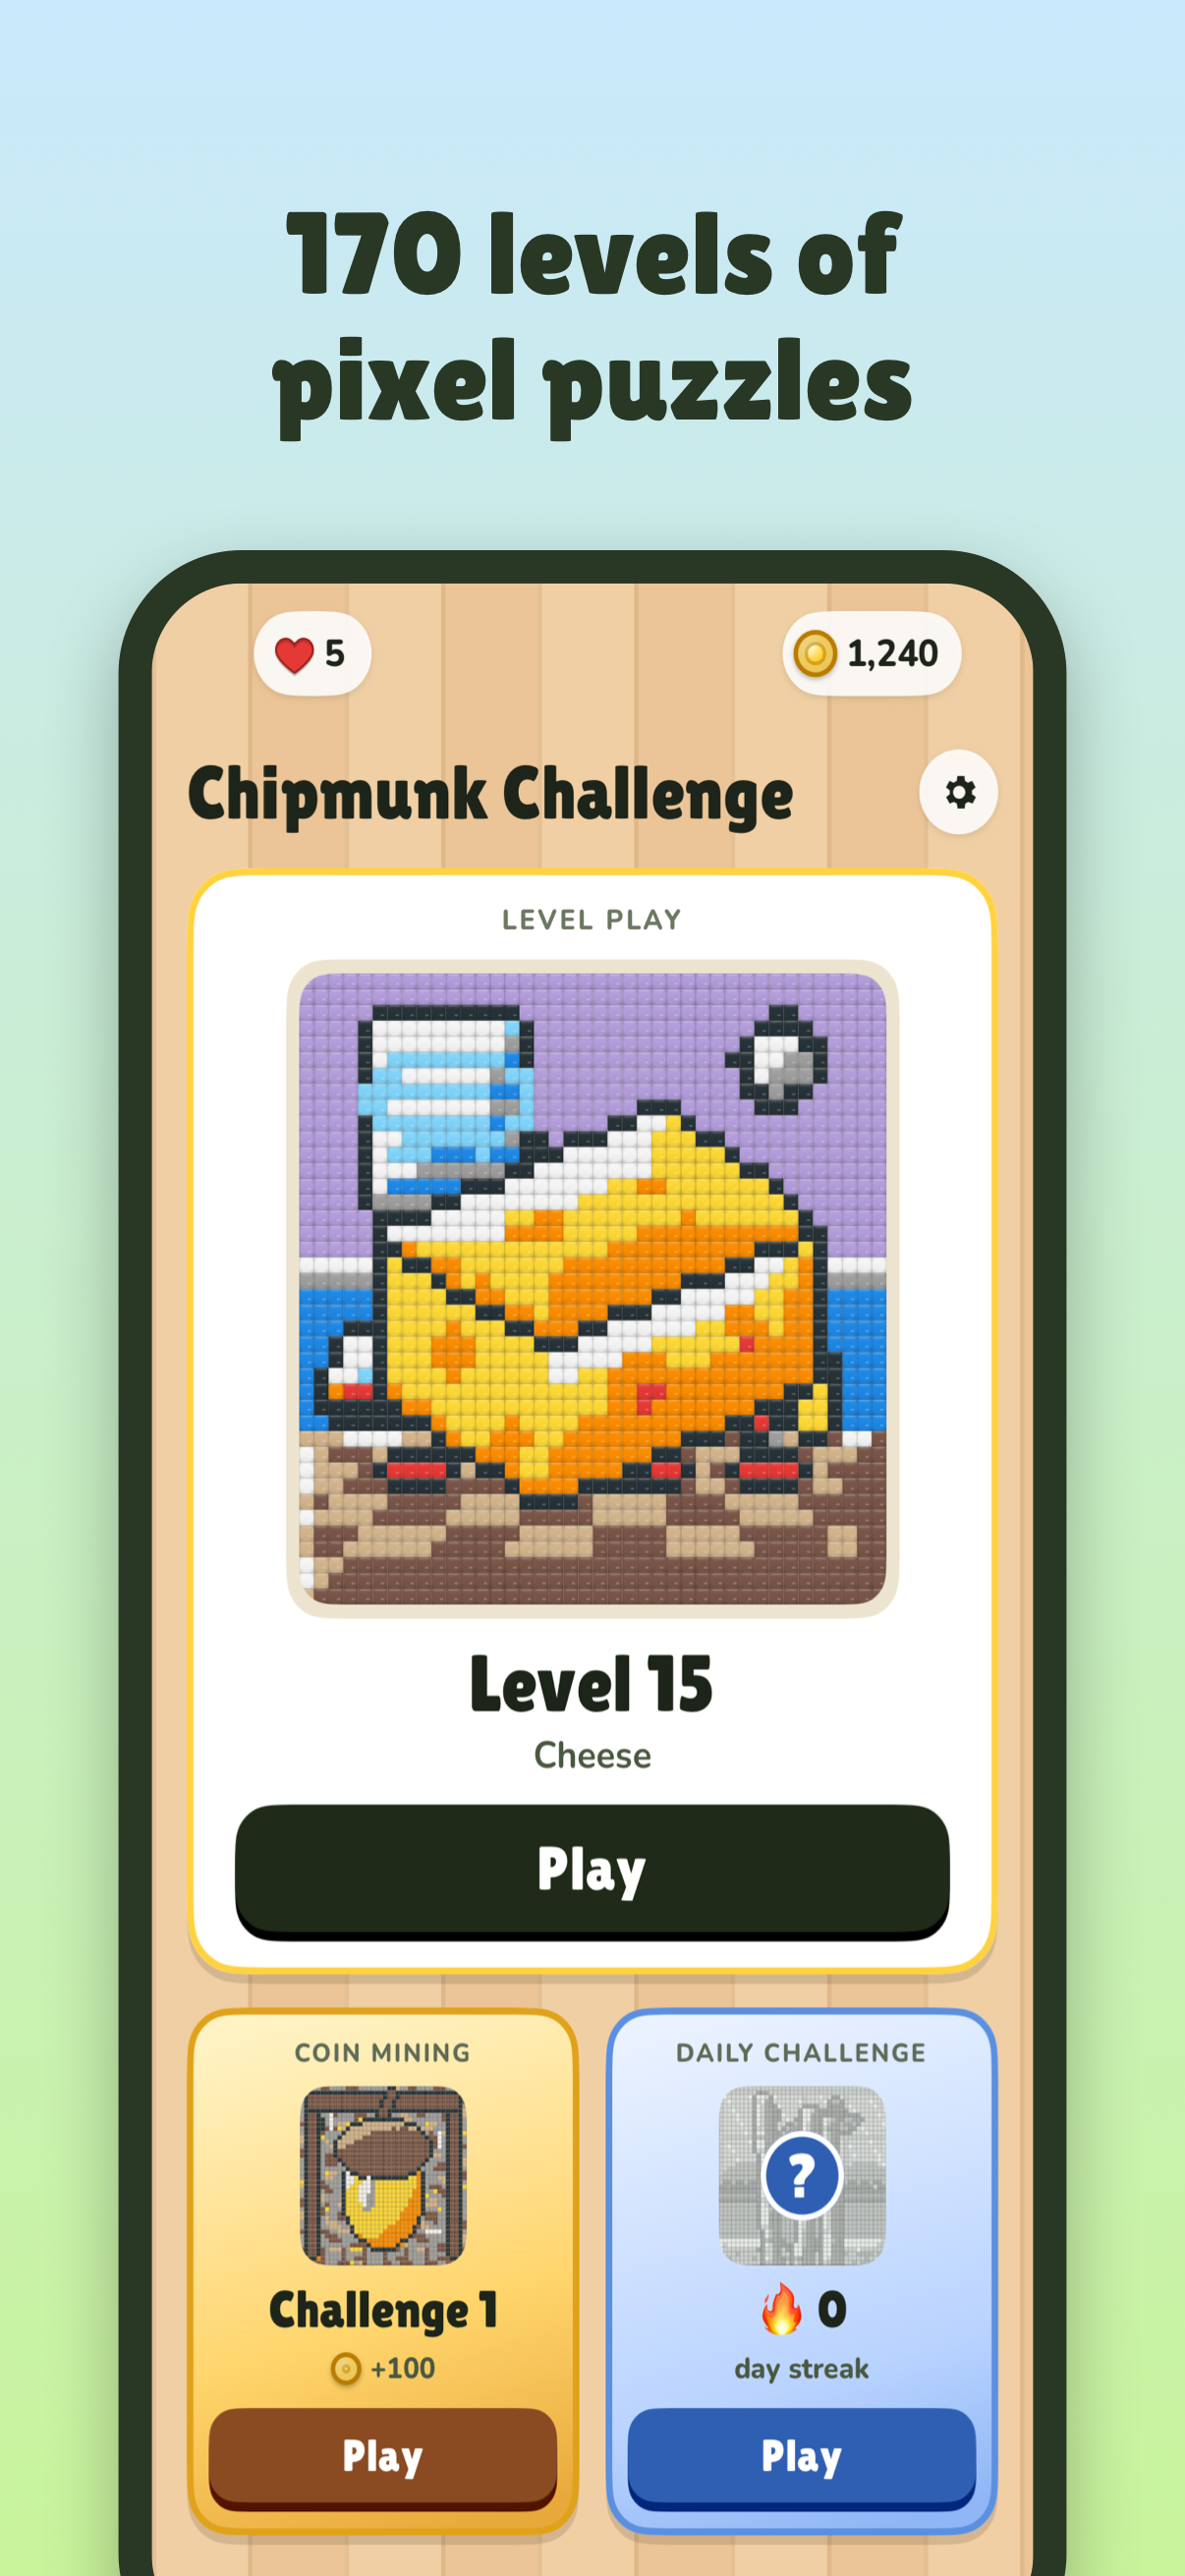 170 levels of
pixel puzzles
5
1,240
Chipmunk Challenge
LEVEL PLAY
Level 15
Cheese
Play
COIN MINING
Challenge 1
+100
Play
DAILY CHALLENGE
?
0
day streak
Play